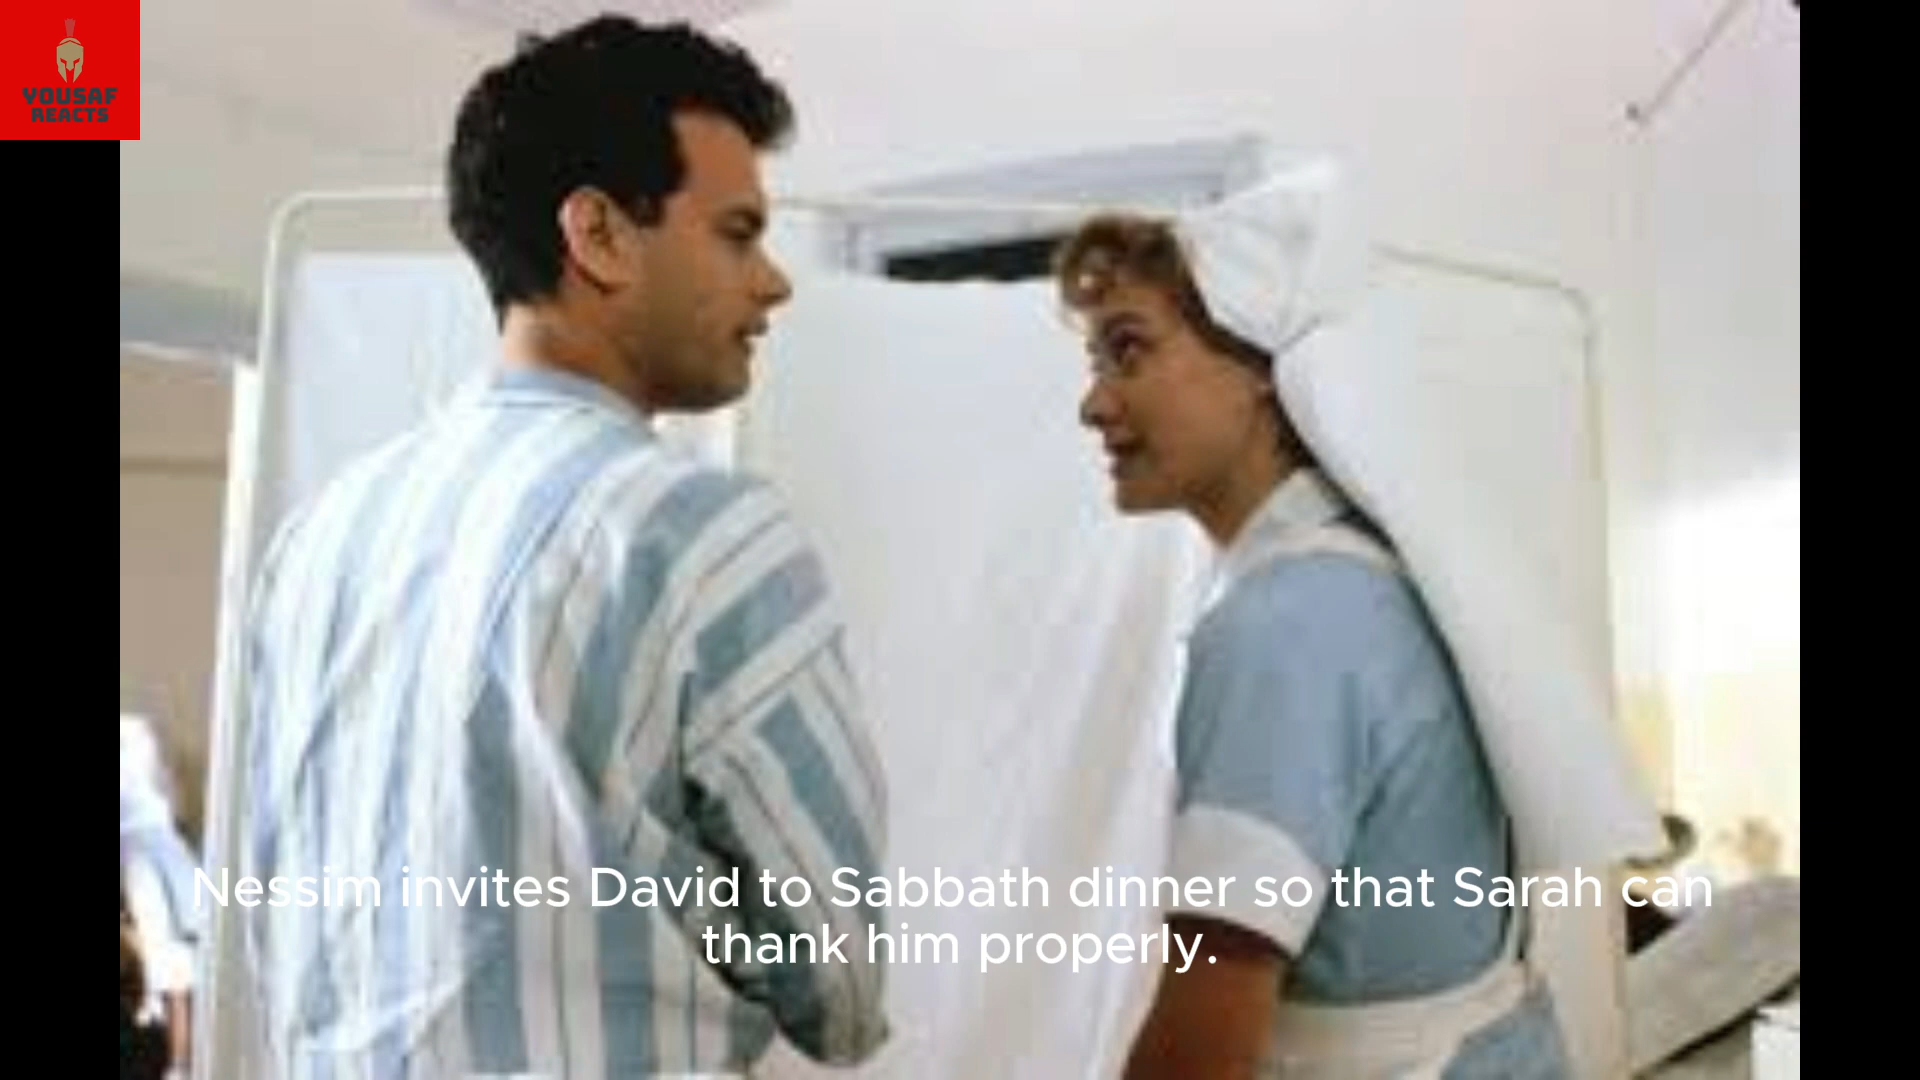 YOUSAF
REACTS
Nessim invites David to Sabbath dinner so that Sarah can
thank him properly.